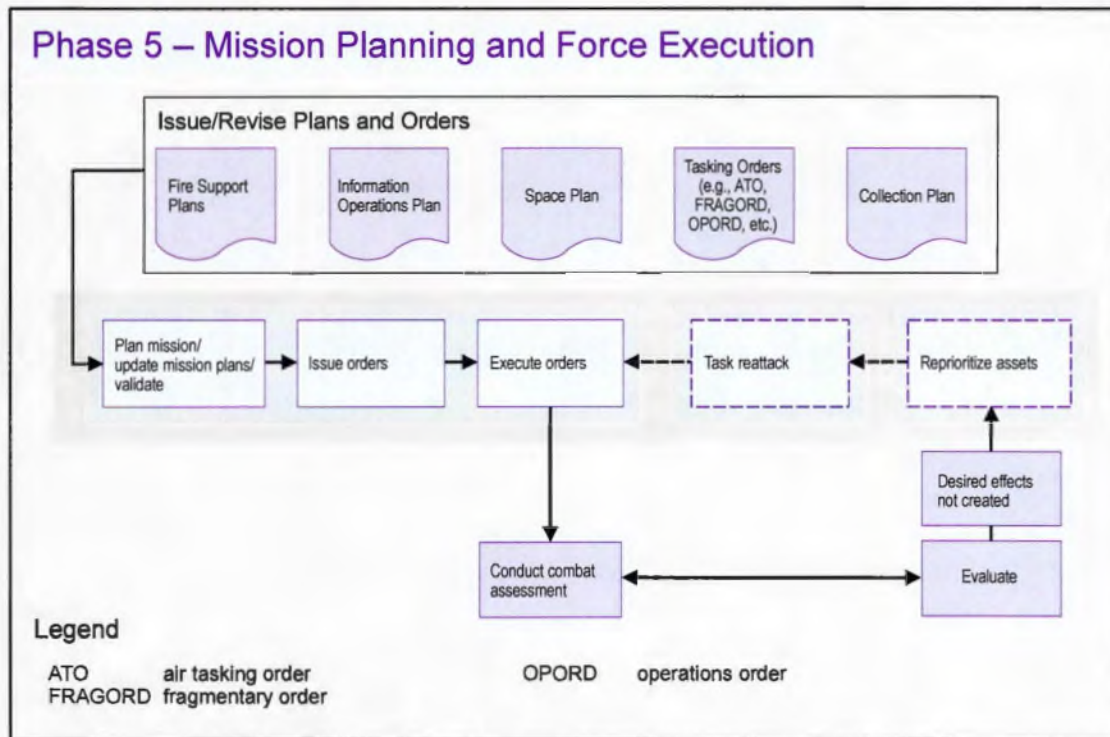 Phase 5 – Mission Planning and Force Execution
Issue/Revise Plans and Orders
Fire Support
Plans
Information
Operations Plan
Space Plan
Tasking Orders
(e.g., ATO,
FRAGORD,
OPORD, etc.)
Collection Plan
Plan mission/
update mission plans/
validate
Issue orders
Execute orders
Task reattack
Reprioritize assets
Desired effects
not created
Conduct combat
assessment
Evaluate
Legend
ATO air tasking order
FRAGORD fragmentary order
OPORD operations order